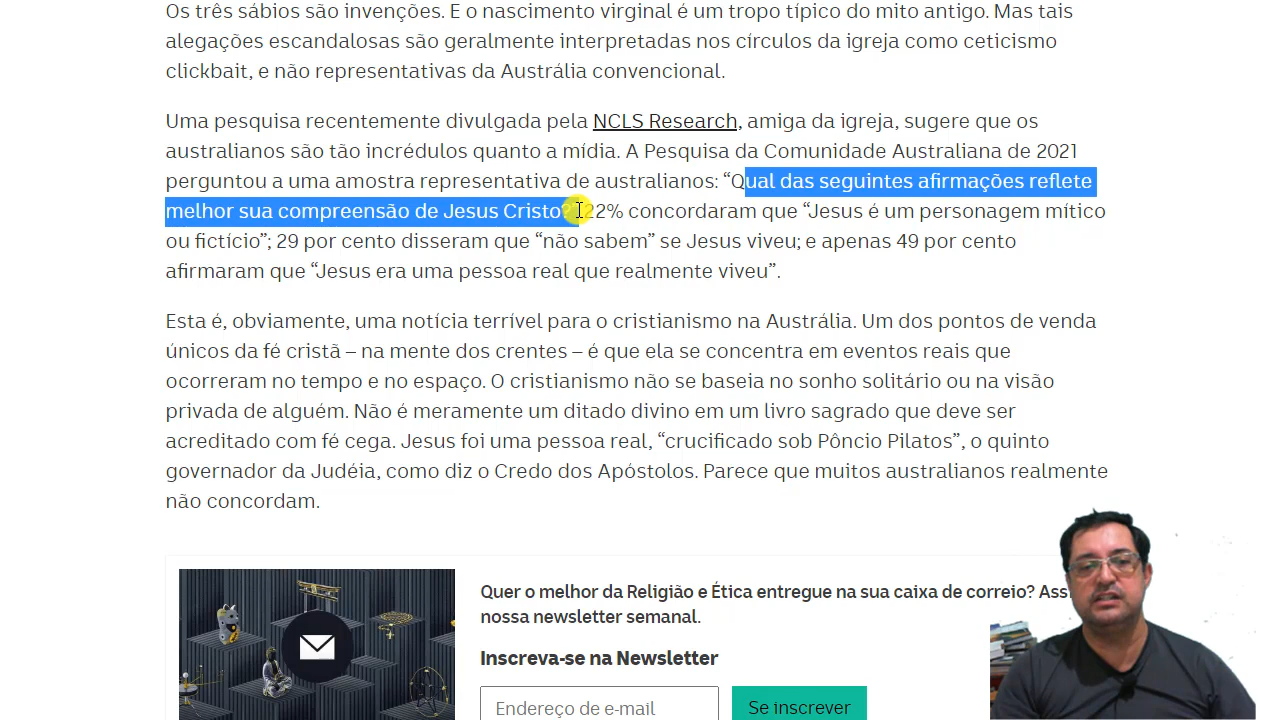 Os três sábios são invenções. E o nascimento virginal é um tropo típico do mito antigo. Mas tais
alegações escandalosas são geralmente interpretadas nos círculos da igreja como ceticismo
clickbait, e não representativas da Austrália convencional.
Uma pesquisa recentemente divulgada pela NCLS Research, amiga da igreja, sugere que os
australianos são tão incrédulos quanto a mídia. A Pesquisa da Comunidade Australiana de 2021
perguntou a uma amostra representativa de australianos: “Qual das seguintes afirmações reflete
melhor sua compreensão de Jesus Cristo?” 22% concordaram que “Jesus é um personagem mítico
ou fictício”; 29 por cento disseram que “não sabem” se Jesus viveu; e apenas 49 por cento
afirmaram que “Jesus era uma pessoa real que realmente viveu”.
Esta é, obviamente, uma notícia terrível para o cristianismo na Austrália. Um dos pontos de venda
únicos da fé cristã – na mente dos crentes – é que ela se concentra em eventos reais que
ocorreram no tempo e no espaço. O cristianismo não se baseia no sonho solitário ou na visão
privada de alguém. Não é meramente um ditado divino em um livro sagrado que deve ser
acreditado com fé cega. Jesus foi uma pessoa real, “crucificado sob Pôncio Pilatos”, o quinto
governador da Judéia, como diz o Credo dos Apóstolos. Parece que muitos australianos realmente
não concordam.
Quer o melhor da Religião e Ética entregue na sua caixa de correio? Ass
nossa newsletter semanal.
Inscreva-se na Newsletter
Endereço de e-mail
Se inscrever